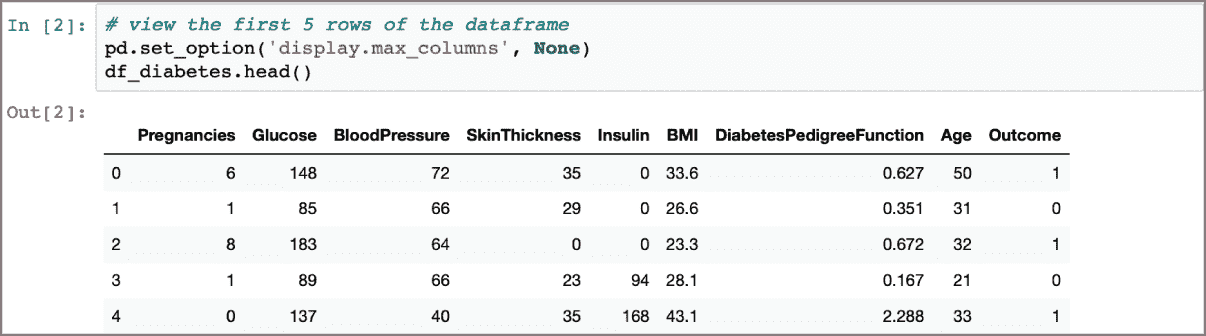 In [2]: # view the first 5 rows of the dataframe
pd.set_option('display.max_columns', None)
df_diabetes.head()
Out[2]:
Pregnancies Glucose BloodPressure SkinThickness Insulin BMI DiabetesPedigreeFunction Age Outcome
0 6 148 72 35 0 33.6 0.627 50 1
1 1 85 66 29 0 26.6 0.351 31 0
2 8 183 64 0 0 23.3 0.672 32 1
3 1 89 66 23 94 28.1 0.167 21 0
4 0 137 40 35 168 43.1 2.288 33 1